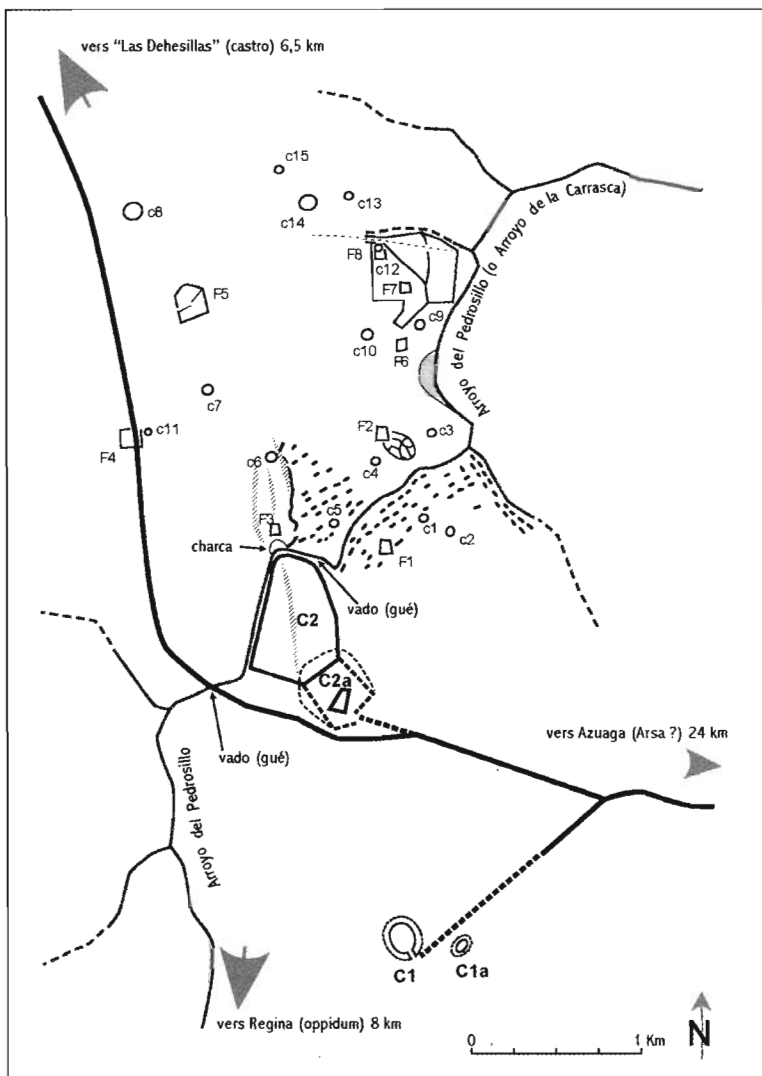 vers "Las Dehesillas" (castro) 6,5 km
c15
c8
c14
c13
F8
c12
F7
Arroyo del Pedrosillo (o Arroyo de la Carrasca)
F5
c9
c10
F6
c7
c11
F4
F2
c3
c6
c4
c5
F3
c1
c2
charca
F1
vado (gué)
C2
C2a
vers Azuaga (Arsa ?) 24 km
vado (gué)
Arroyo del Pedrosillo
C1
C1a
vers Regina (oppidum) 8 km
0 1 Km
N